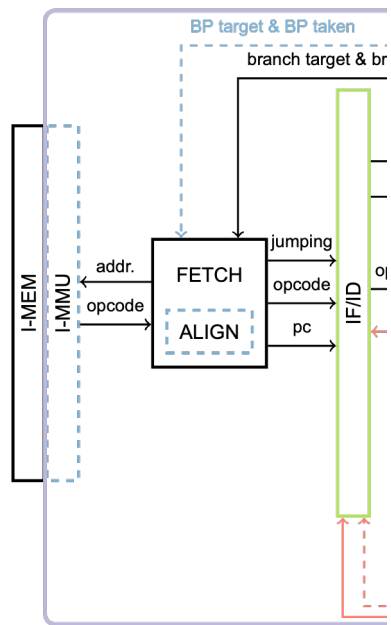 BP target & BP taken
branch target & br
I-MEM
I-MMU
addr.
opcode
FETCH
ALIGN
jumping
opcode
pc
IF/ID
op